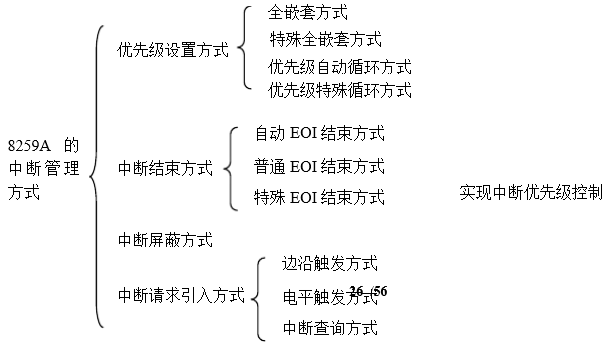 全嵌套方式
优先级设置方式
特殊全嵌套方式
优先级自动循环方式
优先级特殊循环方式
8259A 的
中断管理
方式
自动 EOI 结束方式
中断结束方式
普通 EOI 结束方式
特殊 EOI 结束方式
实现中断优先级控制
中断屏蔽方式
边沿触发方式
中断请求引入方式
电平触发方式
26 56
中断查询方式